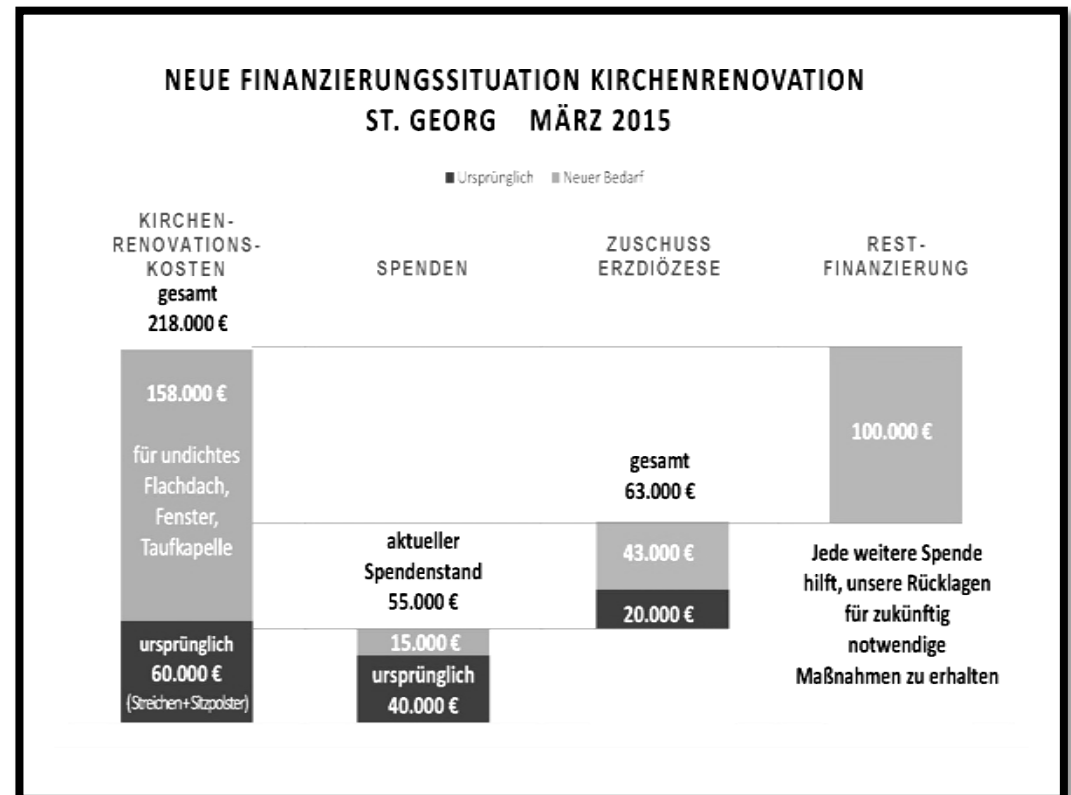 NEUE FINANZIERUNGSSITUATION KIRCHENRENOVATION
ST. GEORG MÄRZ 2015
Ursprünglich Neuer Bedarf
KIRCHEN-
RENOVATIONS-
KOSTEN
gesamt
218.000 €
158.000 €
für undichtes
Flachdach,
Fenster,
Taufkapelle
ursprünglich
60.000 €
(Streichen+Sitzpolster)
SPENDEN
aktueller
Spendenstand
55.000 €
15.000 €
ursprünglich
40.000 €
ZUSCHUSS
ERZDIÖZESE
gesamt
63.000 €
43.000 €
20.000 €
REST-
FINANZIERUNG
100.000 €
Jede weitere Spende
hilft, unsere Rücklagen
für zukünftig
notwendige
Maßnahmen zu erhalten